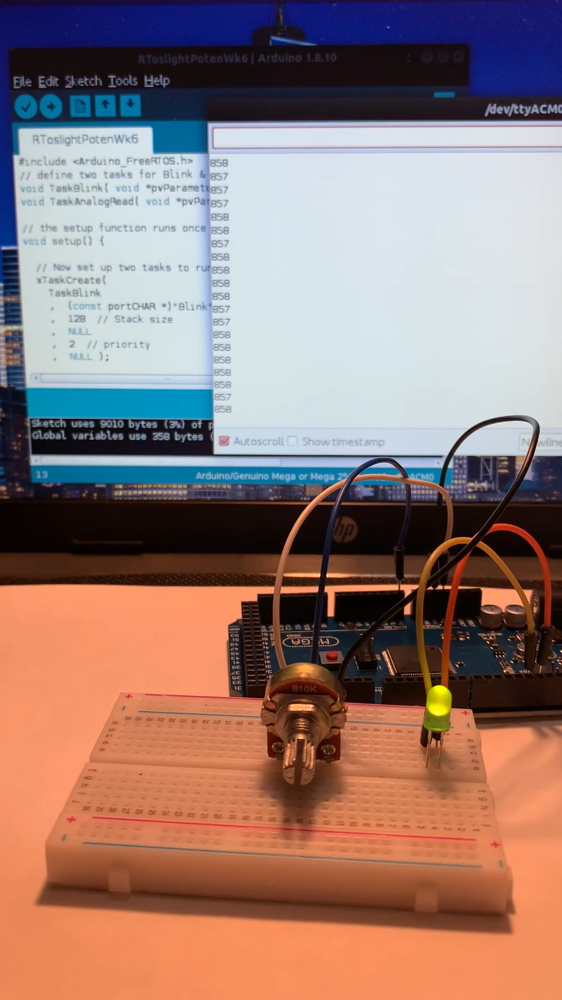 RToslightPotenWk6 | Arduino 1.8.10
File Edit Sketch Tools Help
/dev/ttyACM0
RToslightPotenWk6
#include <Arduino_FreeRTOS.h>
// define two tasks for Blink &
void TaskBlink( void *pvParamete
void TaskAnalogRead( void *pvPar
// the setup function runs once
void setup() {
// Now set up two tasks to run
xTaskCreate(
TaskBlink
, (const portCHAR *)"Blink"
, 128 // Stack size
, NULL
, 2 // priority
, NULL );
858
857
857
857
858
858
857
858
858
858
858
857
857
858
858
858
858
858
857
858
Autoscroll Show timestamp
Sketch uses 9010 bytes (3%) of p
Global variables use 358 bytes (
13
Arduino/Genuino Mega or Mega 25
ACM0
hp
MEGA
2560
B10K